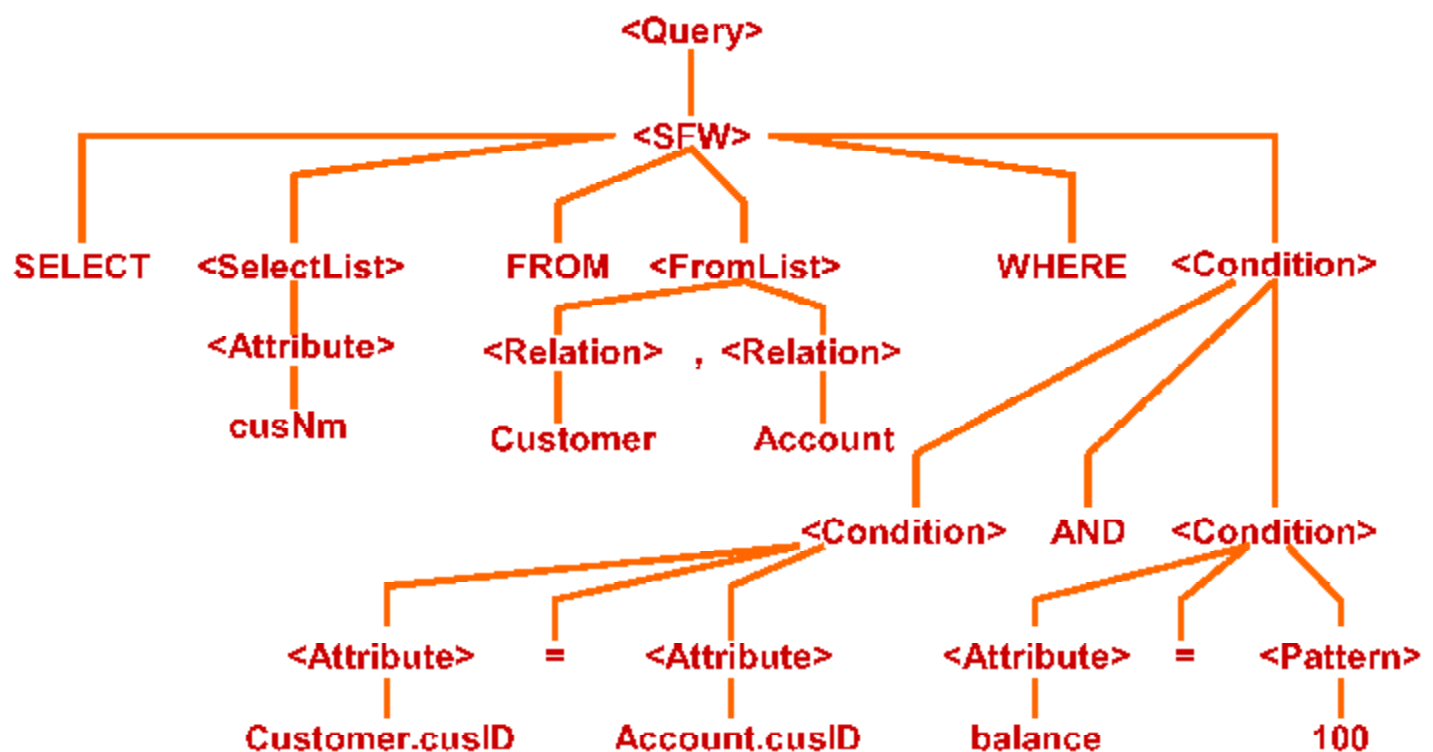 <Query>
<SFW>
SELECT <SelectList> FROM <FromList> WHERE <Condition>
<Attribute> <Relation> , <Relation>
cusNm Customer Account
<Condition> AND <Condition>
<Attribute> = <Attribute> <Attribute> = <Pattern>
Customer.cusID Account.cusID balance 100